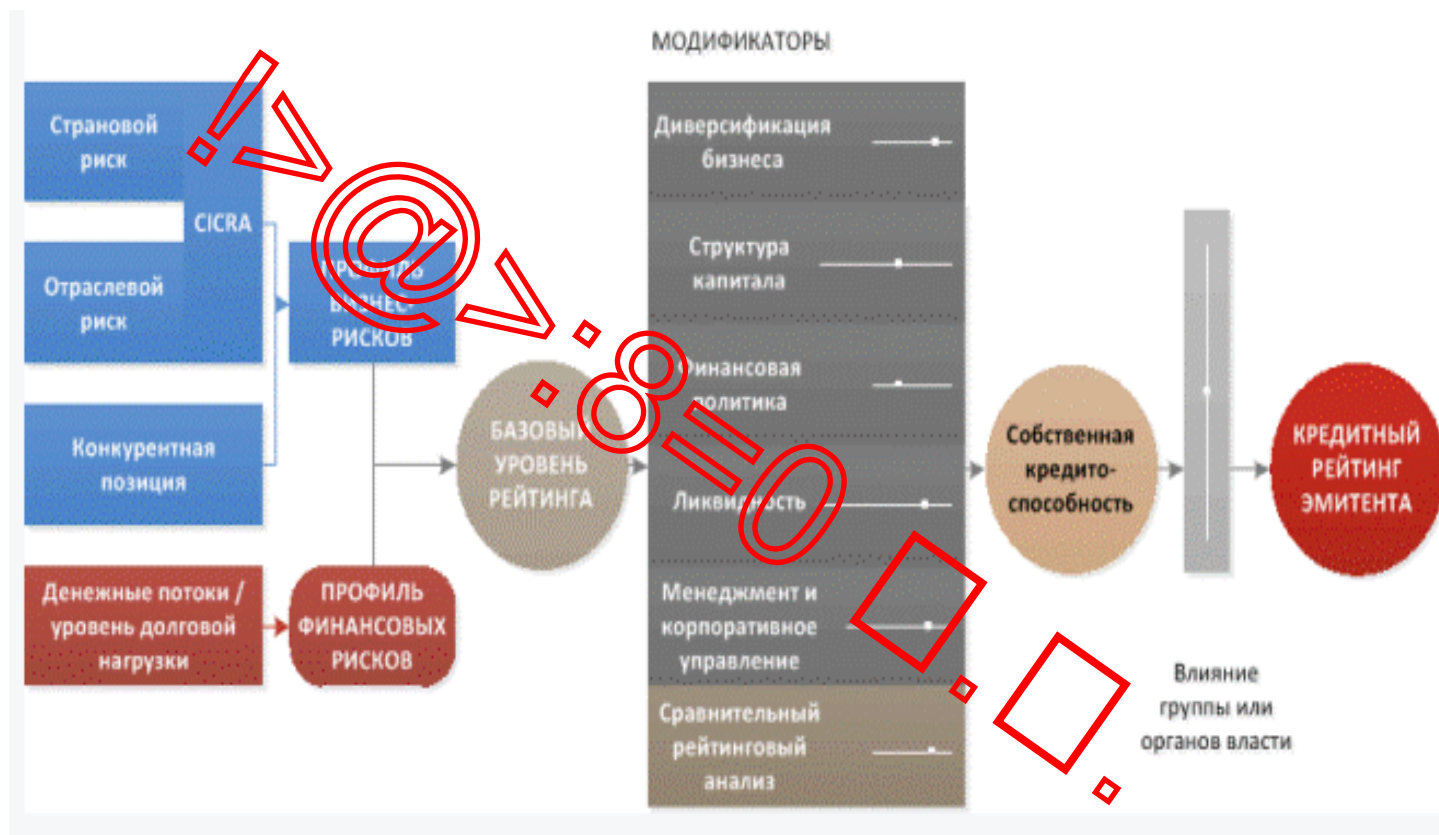 МОДИФИКАТОРЫ
Страновой
риск
CICRA
Отраслевой
риск
Конкурентная
позиция
Денежные потоки /
уровень долговой
нагрузки
ПРОФИЛЬ
БИЗНЕС-
РИСКОВ
ПРОФИЛЬ
ФИНАНСОВЫХ
РИСКОВ
БАЗОВЫЙ
УРОВЕНЬ
РЕЙТИНГА
Диверсификация
бизнеса
Структура
капитала
Финансовая
политика
Ликвидность
Менеджмент и
корпоративное
управление
Сравнительный
рейтинговый
анализ
Собственная
кредито-
способность
Влияние
группы или
органов власти
КРЕДИТНЫЙ
РЕЙТИНГ
ЭМИТЕНТА